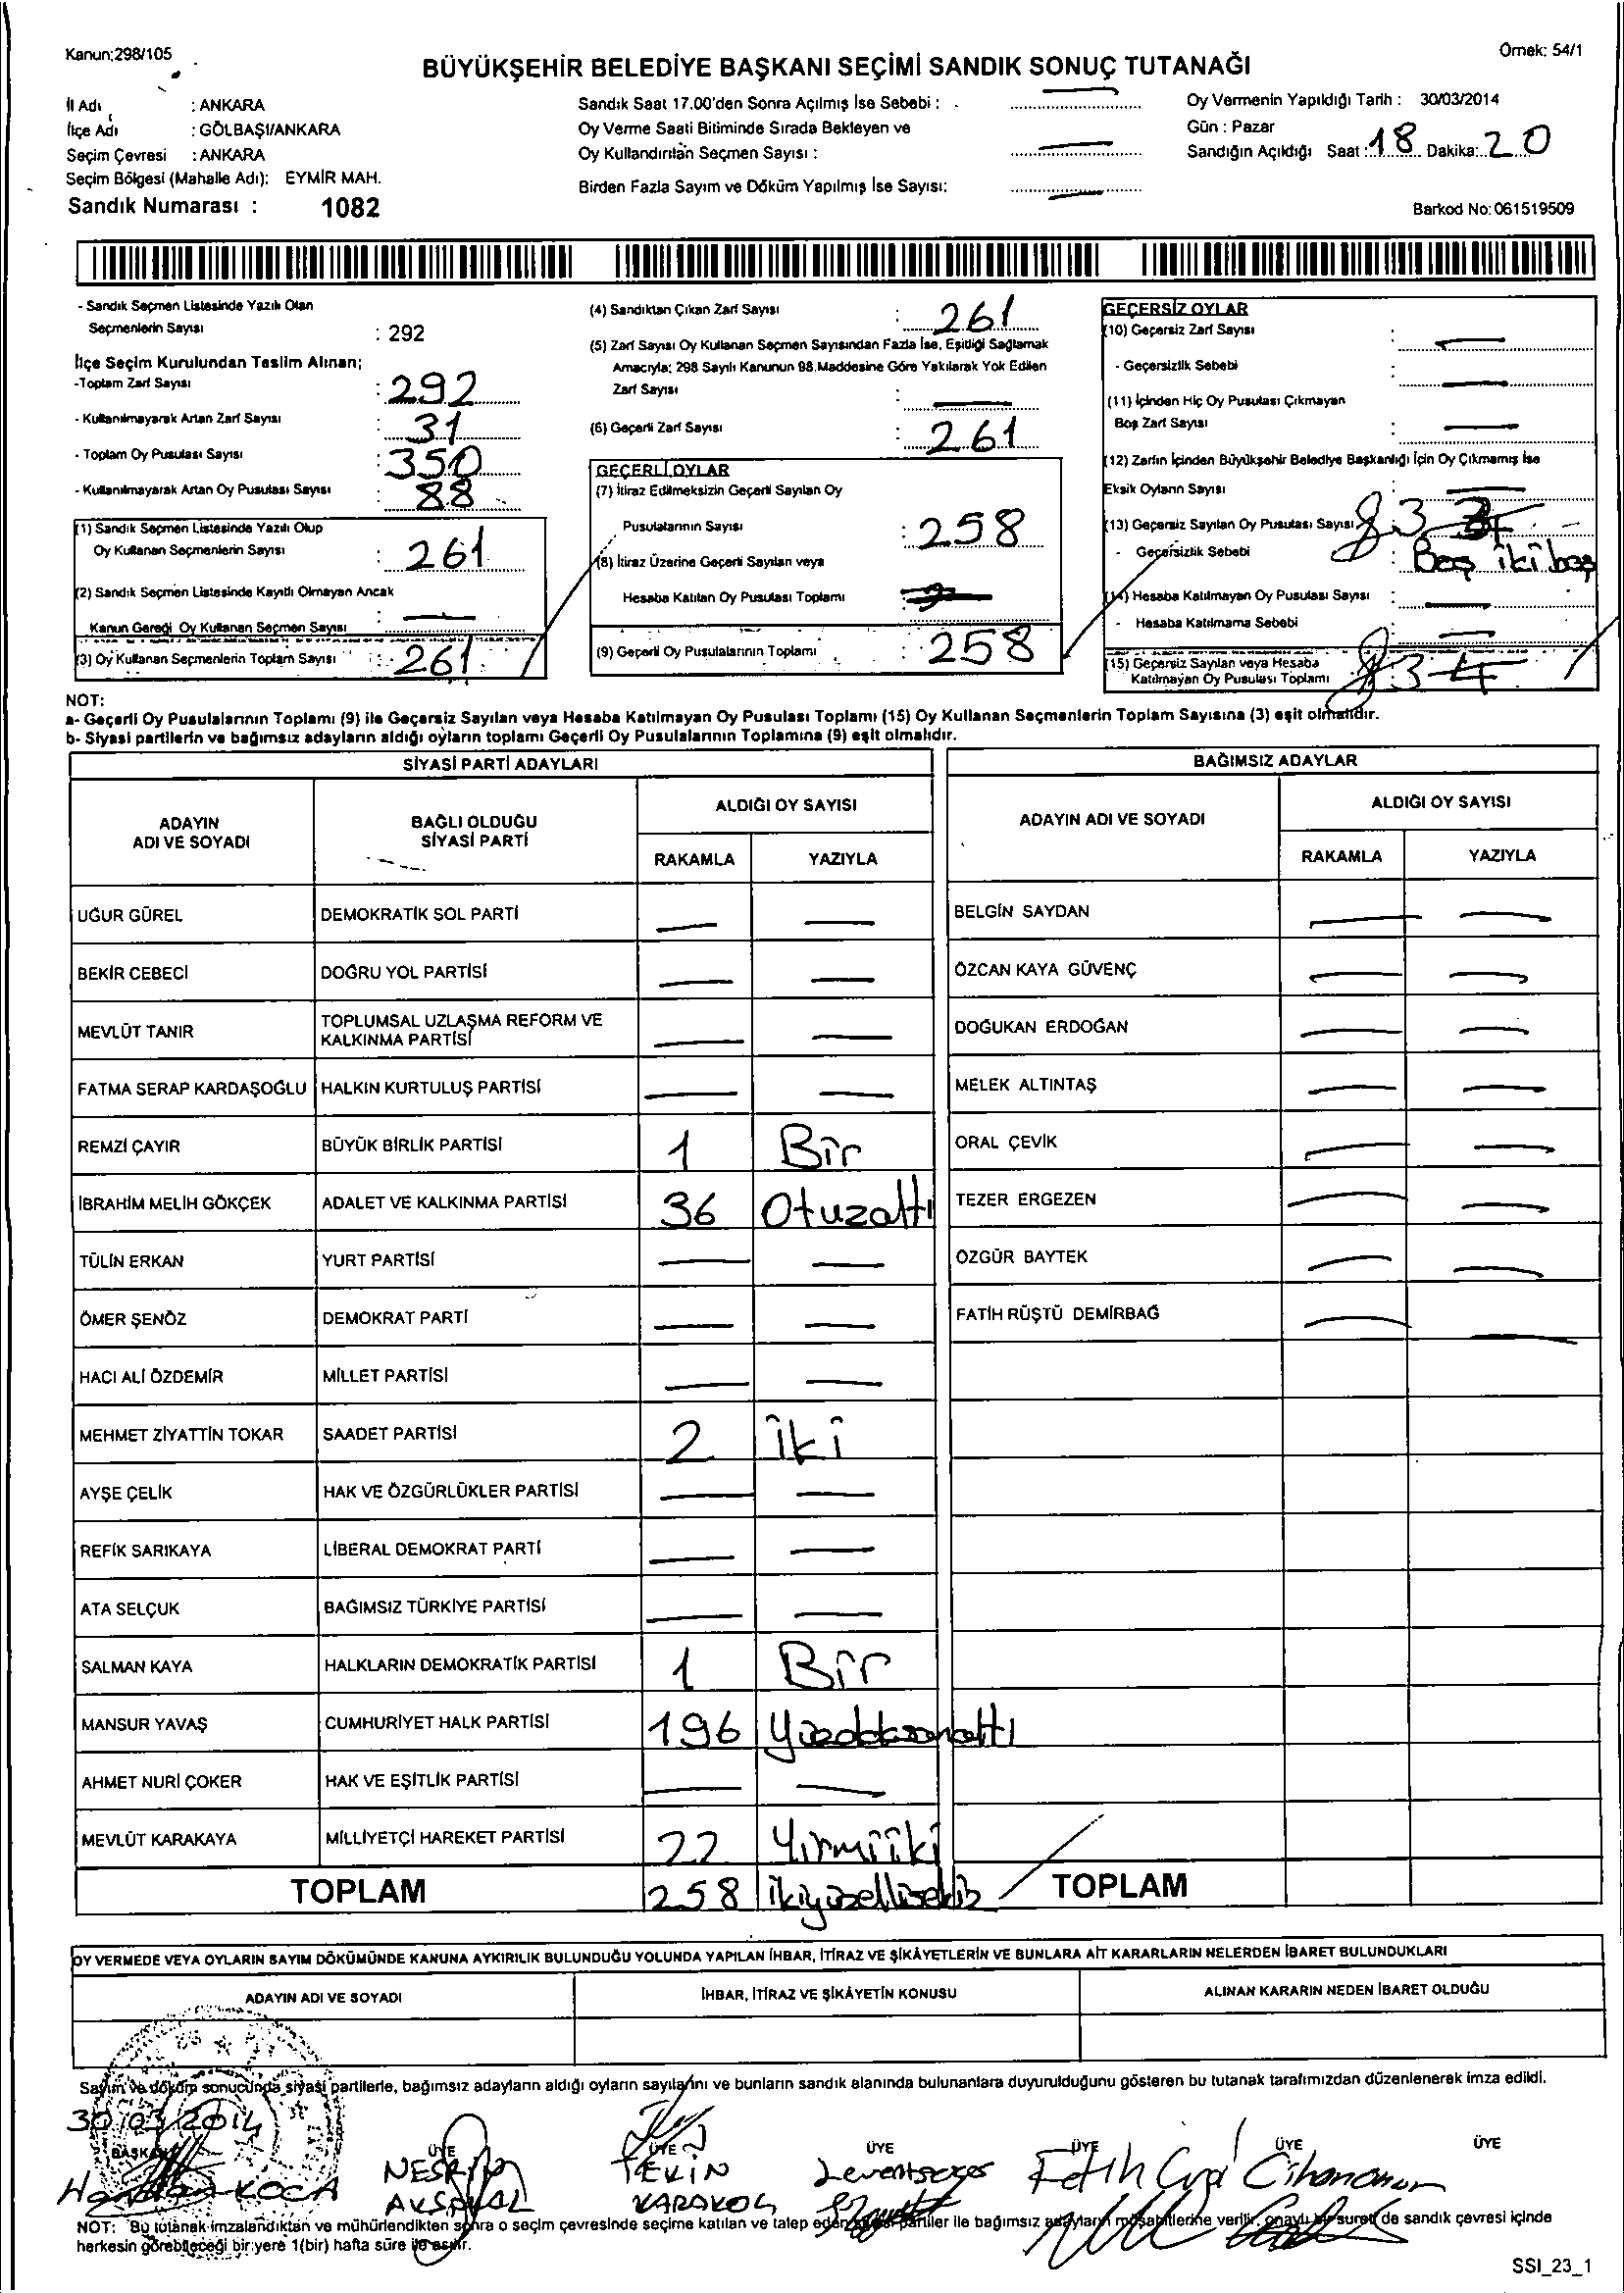 Kanun:298/105
Örnek: 54/1
BÜYÜKŞEHİR BELEDİYE BAŞKANI SEÇİMİ SANDIK SONUÇ TUTANAĞI
İl Adı : ANKARA
İlçe Adı : GÖLBAŞI/ANKARA
Seçim Çevresi : ANKARA
Seçim Bölgesi (Mahalle Adı): EYMİR MAH.
Sandık Numarası : 1082
Sandık Saat 17.00'den Sonra Açılmış İse Sebebi :
Oy Verme Saati Bitiminde Sırada Bekleyen ve
Oy Kullandırılan Seçmen Sayısı :
Birden Fazla Sayım ve Döküm Yapılmış İse Sayısı:
Oy Vermenin Yapıldığı Tarih : 30/03/2014
Gün : Pazar
Sandığın Açıldığı Saat : 18 Dakika: 20
Barkod No: 061519509
- Sandık Seçmen Listesinde Yazılı Olan
Seçmenlerin Sayısı : 292
İlçe Seçim Kurulundan Teslim Alınan;
-Toplam Zarf Sayısı : 292
- Kullanılmayarak Artan Zarf Sayısı : 31
- Toplam Oy Pusulası Sayısı : 350
- Kullanılmayarak Artan Oy Pusulası Sayısı : 88
(1) Sandık Seçmen Listesinde Yazılı Olup
Oy Kullanan Seçmenlerin Sayısı : 261
(2) Sandık Seçmen Listesinde Kayıtlı Olmayan Ancak
Kanun Gereği Oy Kullanan Seçmen Sayısı :
(3) Oy Kullanan Seçmenlerin Toplam Sayısı : 261
(4) Sandıktan Çıkan Zarf Sayısı : 261
(5) Zarf Sayısı Oy Kullanan Seçmen Sayısından Fazla İse, Eşitliği Sağlamak
Amacıyla; 298 Sayılı Kanunun 98.Maddesine Göre Yakılarak Yok Edilen
Zarf Sayısı :
(6) Geçerli Zarf Sayısı : 261
GEÇERLİ OYLAR
(7) İtiraz Edilmeksizin Geçerli Sayılan Oy
Pusulalarının Sayısı : 258
(8) İtiraz Üzerine Geçerli Sayılan veya
Hesaba Katılan Oy Pusulası Toplamı :
(9) Geçerli Oy Pusulalarının Toplamı : 258
GEÇERSİZ OYLAR
(10) Geçersiz Zarf Sayısı :
- Geçersizlik Sebebi :
(11) İçinden Hiç Oy Pusulası Çıkmayan
Boş Zarf Sayısı :
(12) Zarfın İçinden Büyükşehir Belediye Başkanlığı İçin Oy Çıkmamış İse
Eksik Oyların Sayısı :
(13) Geçersiz Sayılan Oy Pusulası Sayısı 3
- Geçersizlik Sebebi : Boş iki boş
(14) Hesaba Katılmayan Oy Pusulası Sayısı :
- Hesaba Katılmama Sebebi :
(15) Geçersiz Sayılan veya Hesaba
Katılmayan Oy Pusulası Toplamı : 3
NOT:
a- Geçerli Oy Pusulalarının Toplamı (9) ile Geçersiz Sayılan veya Hesaba Katılmayan Oy Pusulası Toplamı (15) Oy Kullanan Seçmenlerin Toplam Sayısına (3) eşit olmalıdır.
b- Siyasi partilerin ve bağımsız adayların aldığı oyların toplamı Geçerli Oy Pusulalarının Toplamına (9) eşit olmalıdır.
SİYASİ PARTİ ADAYLARI
ADAYIN ADI VE SOYADI
BAĞLI OLDUĞU SİYASİ PARTİ
ALDIĞI OY SAYISI
RAKAMLA YAZIYLA
UĞUR GÜREL DEMOKRATİK SOL PARTİ
BEKİR CEBECİ DOĞRU YOL PARTİSİ
MEVLÜT TANIR TOPLUMSAL UZLAŞMA REFORM VE
KALKINMA PARTİSİ
FATMA SERAP KARDAŞOĞLU HALKIN KURTULUŞ PARTİSİ
REMZİ ÇAYIR BÜYÜK BİRLİK PARTİSİ 1 Bir
İBRAHİM MELİH GÖKÇEK ADALET VE KALKINMA PARTİSİ 36 Otuzaltı
TÜLİN ERKAN YURT PARTİSİ
ÖMER ŞENÖZ DEMOKRAT PARTİ
HACI ALİ ÖZDEMİR MİLLET PARTİSİ
MEHMET ZİYATTİN TOKAR SAADET PARTİSİ 2 iki
AYŞE ÇELİK HAK VE ÖZGÜRLÜKLER PARTİSİ
REFİK SARIKAYA LİBERAL DEMOKRAT PARTİ
ATA SELÇUK BAĞIMSIZ TÜRKİYE PARTİSİ
SALMAN KAYA HALKLARIN DEMOKRATİK PARTİSİ 1 Bir
MANSUR YAVAŞ CUMHURİYET HALK PARTİSİ 196 Yüzdoksanaltı
AHMET NURİ ÇOKER HAK VE EŞİTLİK PARTİSİ
MEVLÜT KARAKAYA MİLLİYETÇİ HAREKET PARTİSİ 22 Yirmiiki
TOPLAM 258 ikiyüzellisekiz
BAĞIMSIZ ADAYLAR
ADAYIN ADI VE SOYADI
ALDIĞI OY SAYISI
RAKAMLA YAZIYLA
BELGİN SAYDAN
ÖZCAN KAYA GÜVENÇ
DOĞUKAN ERDOĞAN
MELEK ALTINTAŞ
ORAL ÇEVİK
TEZER ERGEZEN
ÖZGÜR BAYTEK
FATİH RÜŞTÜ DEMİRBAĞ
TOPLAM
OY VERMEDE VEYA OYLARIN SAYIM DÖKÜMÜNDE KANUNA AYKIRILIK BULUNDUĞU YOLUNDA YAPILAN İHBAR, İTİRAZ VE ŞİKÂYETLERİN VE BUNLARA AİT KARARLARIN NELERDEN İBARET BULUNDUKLARI
ADAYIN ADI VE SOYADI İHBAR, İTİRAZ VE ŞİKÂYETİN KONUSU ALINAN KARARIN NEDEN İBARET OLDUĞU
Sayım ve döküm sonucunda siyasi partilerle, bağımsız adayların aldığı oyların sayılarını ve bunların sandık alanında bulunanlara duyurulduğunu gösteren bu tutanak tarafımızdan düzenlenerek imza edildi.
30/03/2014
BAŞKAN ÜYE ÜYE ÜYE ÜYE ÜYE ÜYE
KOCA NESRİN TEKİN Fatih
KARAKOÇ
NOT: Bu tutanak imzalandıktan ve mühürlendikten sonra o seçim çevresinde seçime katılan ve talep eden siyasi partiler ile bağımsız adayların müşahitlerine verilir, onaylı bir sureti de sandık çevresi içinde
herkesin görebileceği bir yere 1(bir) hafta süre ile asılır.
SSI_23_1